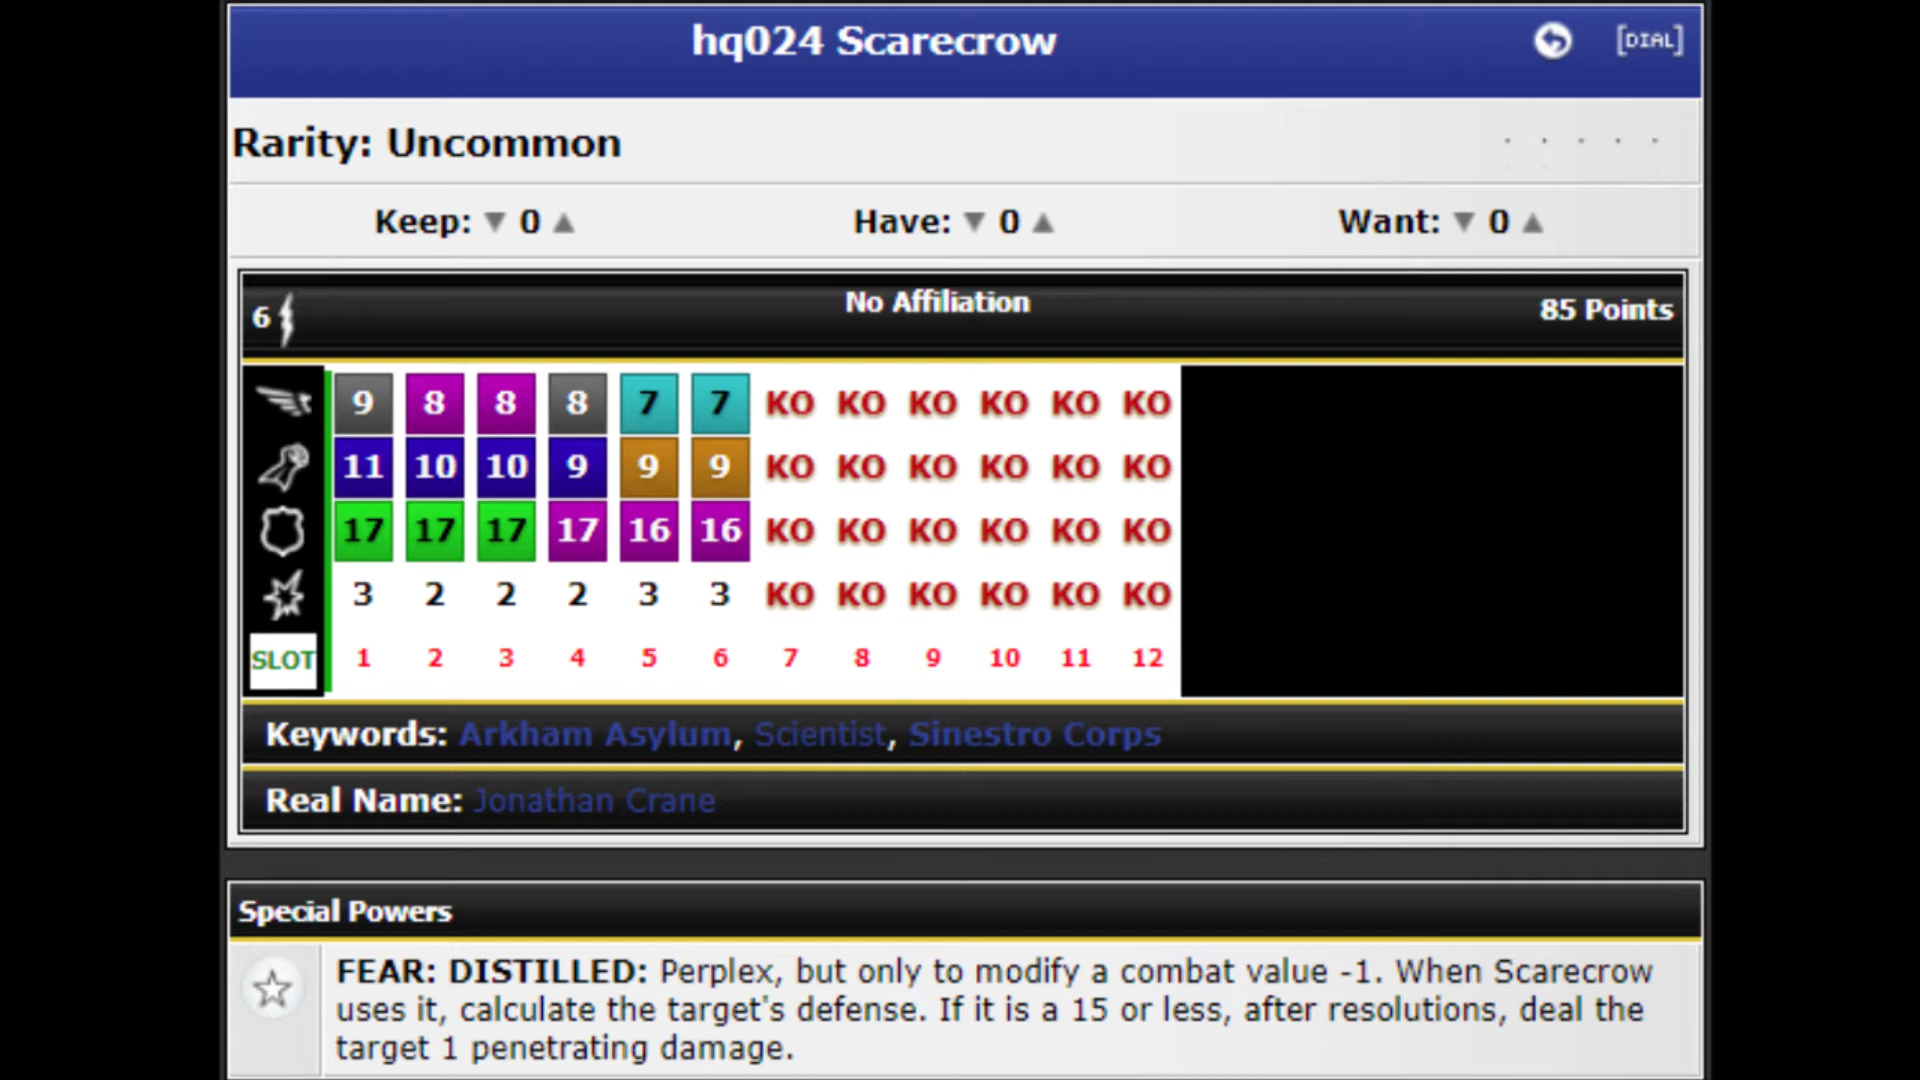 hq024 Scarecrow
[DIAL]
Rarity: Uncommon
Keep: ▼ 0 ▲ Have: ▼ 0 ▲ Want: ▼ 0 ▲
6 No Affiliation 85 Points
9 8 8 8 7 7 KO KO KO KO KO KO
11 10 10 9 9 9 KO KO KO KO KO KO
17 17 17 17 16 16 KO KO KO KO KO KO
3 2 2 2 3 3 KO KO KO KO KO KO
SLOT 1 2 3 4 5 6 7 8 9 10 11 12
Keywords: Arkham Asylum, Scientist, Sinestro Corps
Real Name: Jonathan Crane
Special Powers
FEAR: DISTILLED: Perplex, but only to modify a combat value -1. When Scarecrow
uses it, calculate the target's defense. If it is a 15 or less, after resolutions, deal the
target 1 penetrating damage.